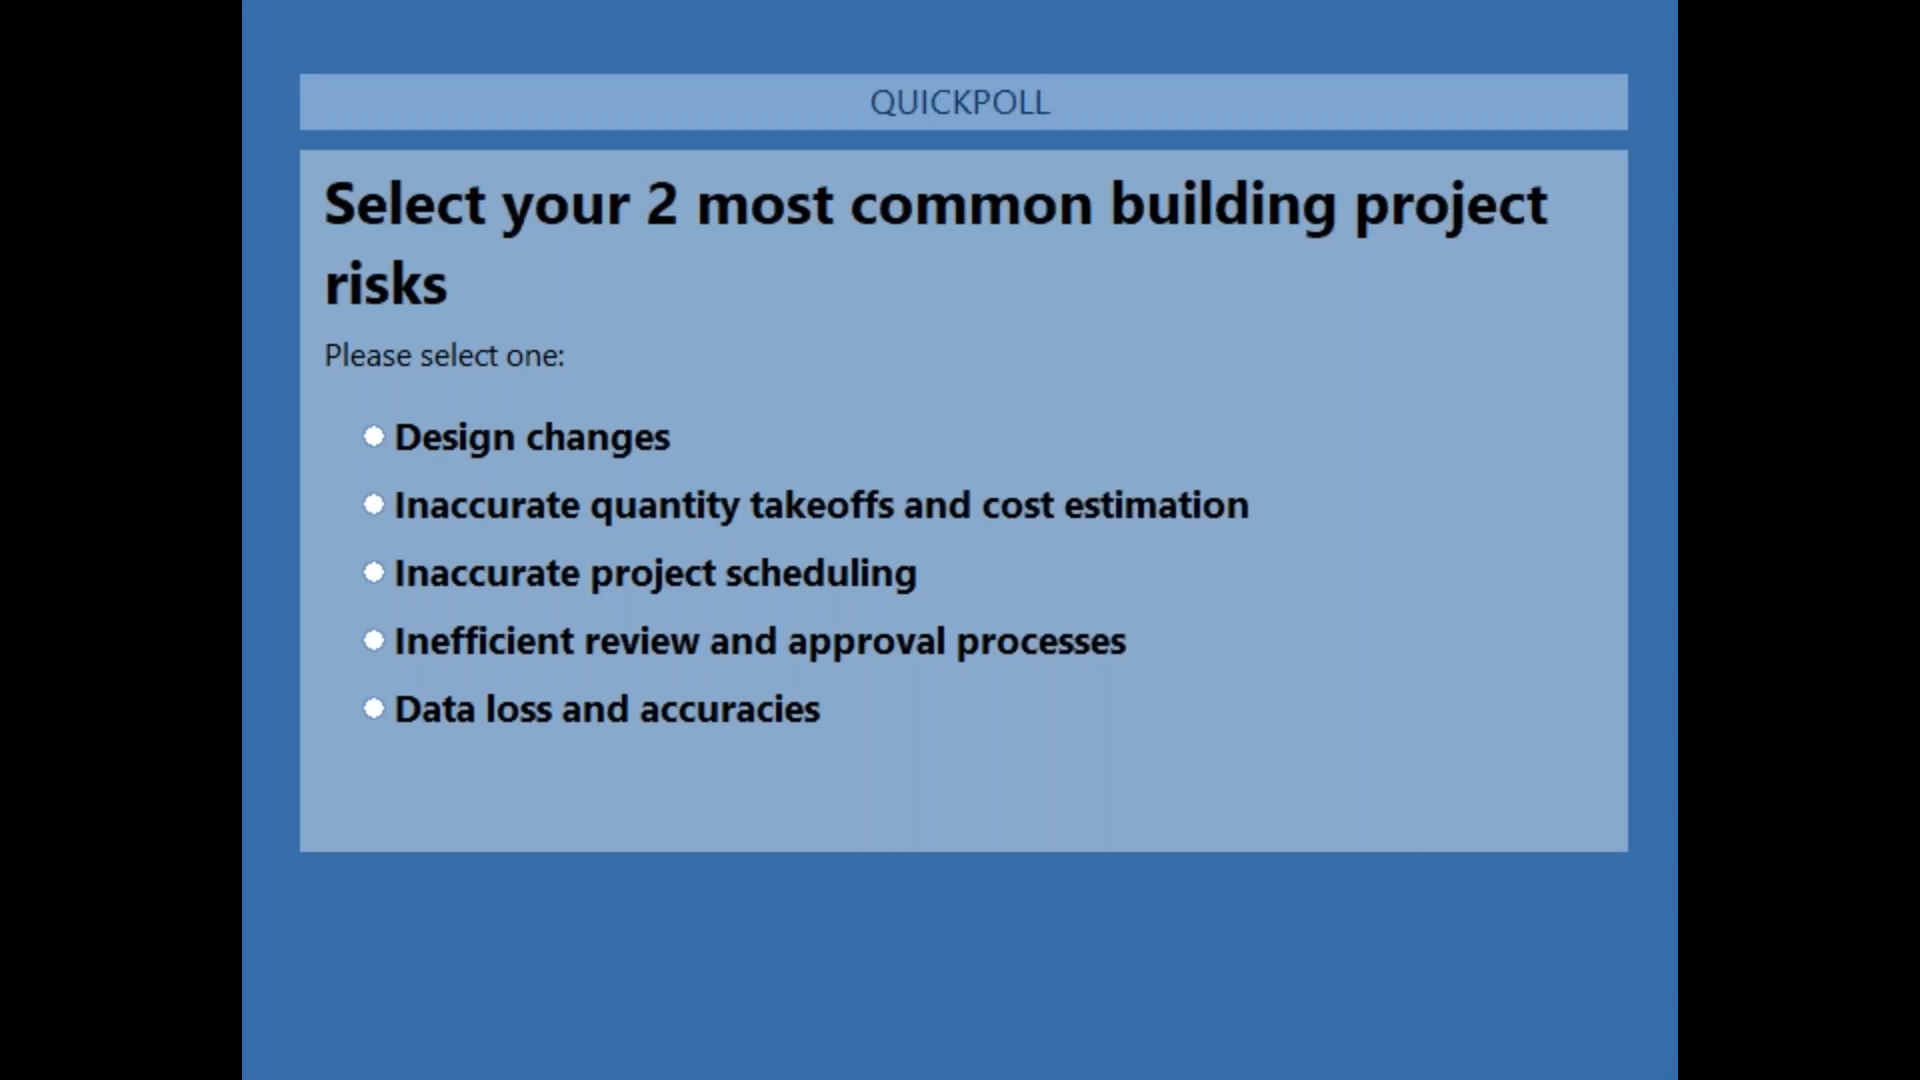 QUICKPOLL
Select your 2 most common building project
risks
Please select one:
Design changes
Inaccurate quantity takeoffs and cost estimation
Inaccurate project scheduling
Inefficient review and approval processes
Data loss and accuracies